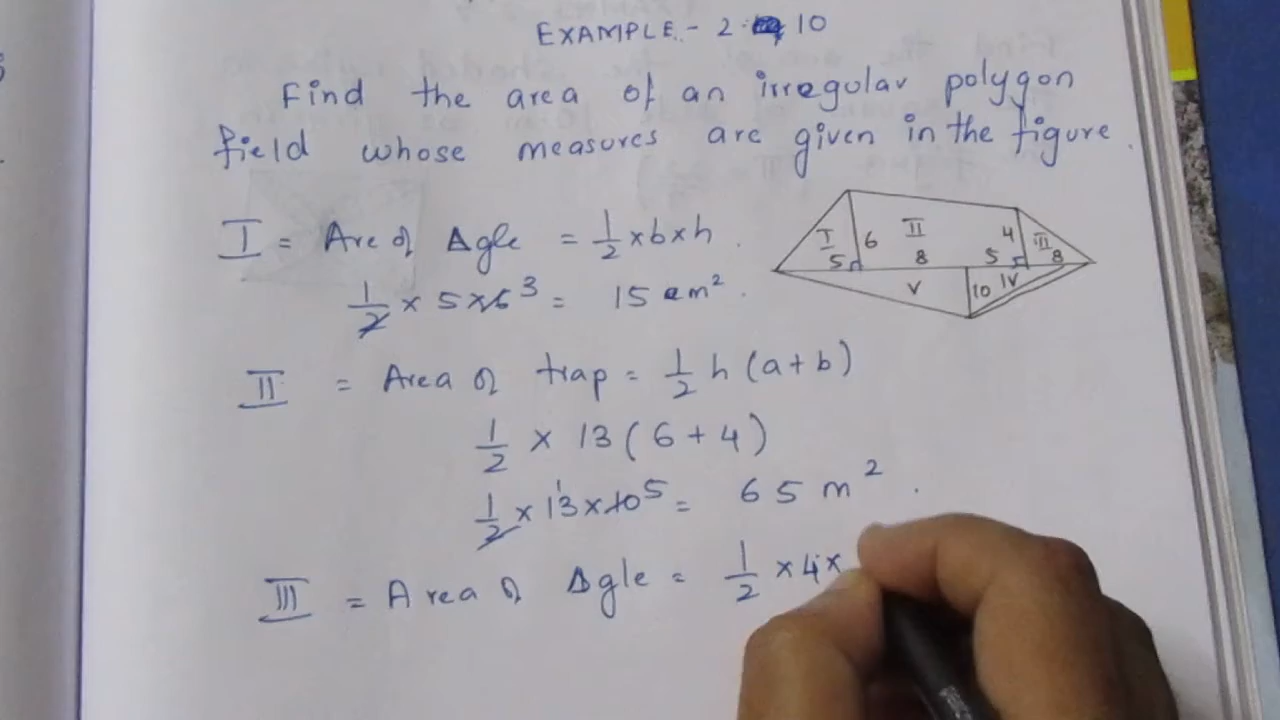 EXAMPLE - 2. 10
Find the area of an irregular polygon
field whose measures are given in the figure.
I = Are of Δgle = 1/2 × b × h.
1/2 × 5 × 6 3 = 15 cm².
I 5 6 II 8 4 5 III 8
V 10 IV
II = Area of trap = 1/2 h (a + b)
1/2 × 13 (6 + 4)
1/2 × 13 × 10 5 = 65 m².
III = Area of Δgle = 1/2 × 4 ×